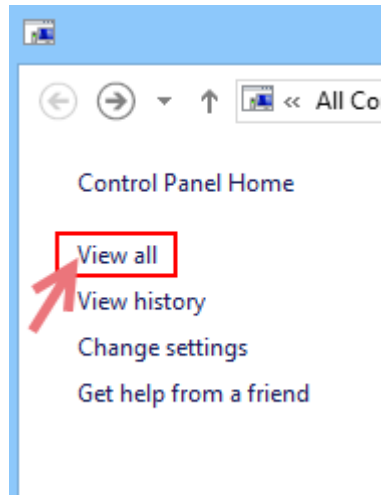 « All Co
Control Panel Home
View all
View history
Change settings
Get help from a friend